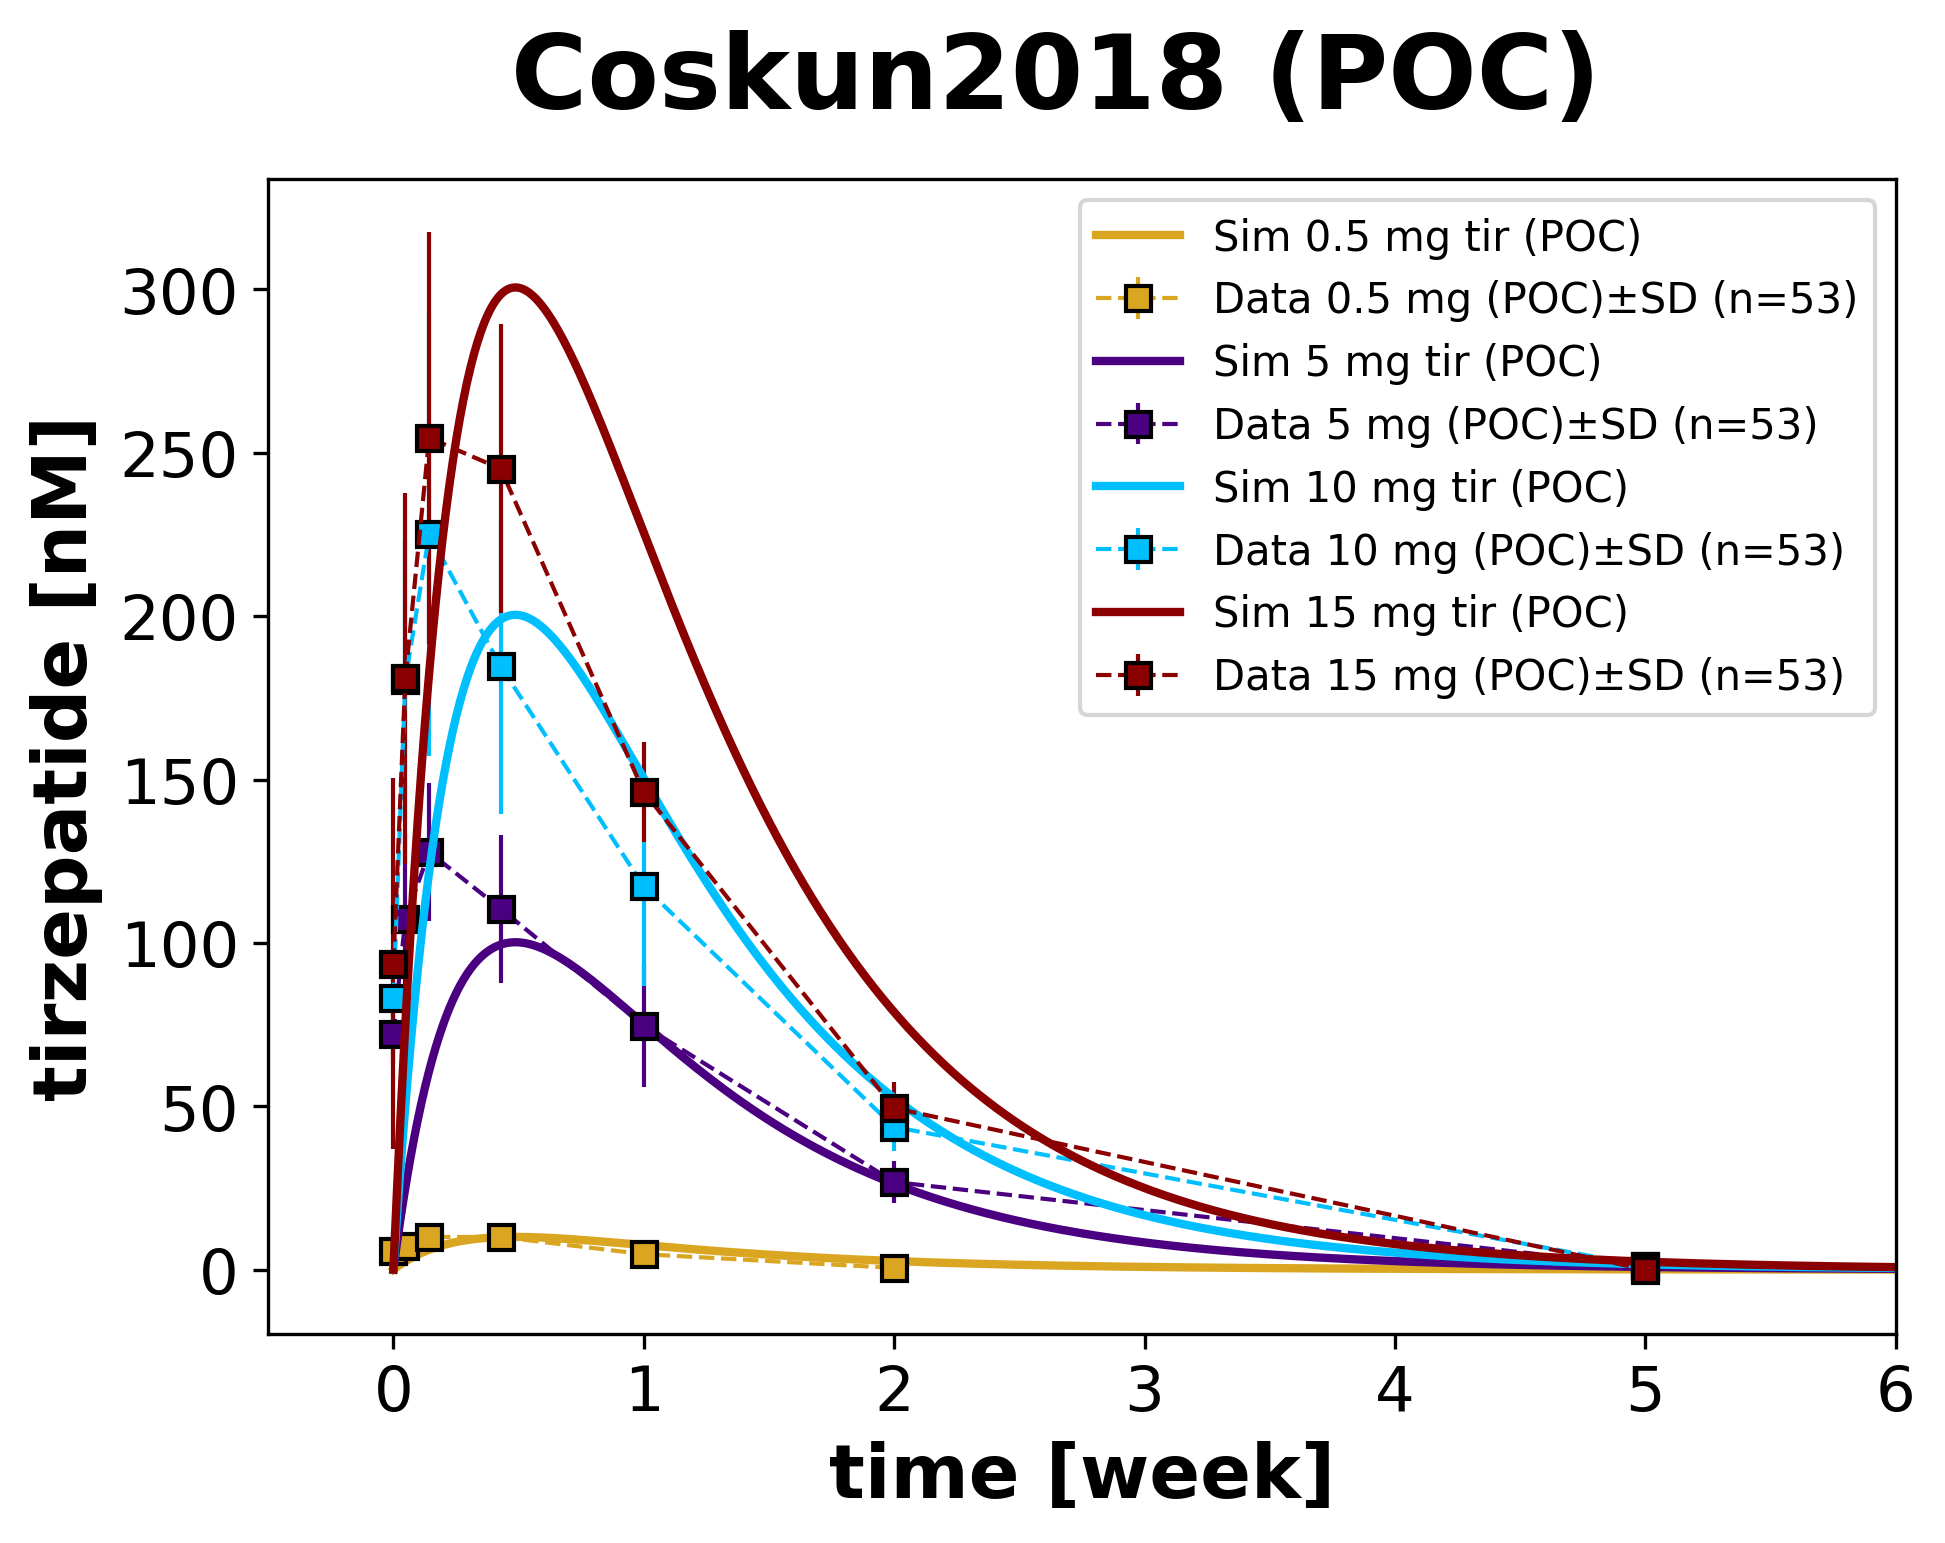 Coskun2018 (POC)
tirzepatide [nM]
300
250
200
150
100
50
0
Sim 0.5 mg tir (POC)
Data 0.5 mg (POC)±SD (n=53)
Sim 5 mg tir (POC)
Data 5 mg (POC)±SD (n=53)
Sim 10 mg tir (POC)
Data 10 mg (POC)±SD (n=53)
Sim 15 mg tir (POC)
Data 15 mg (POC)±SD (n=53)
0 1 2 3 4 5 6
time [week]